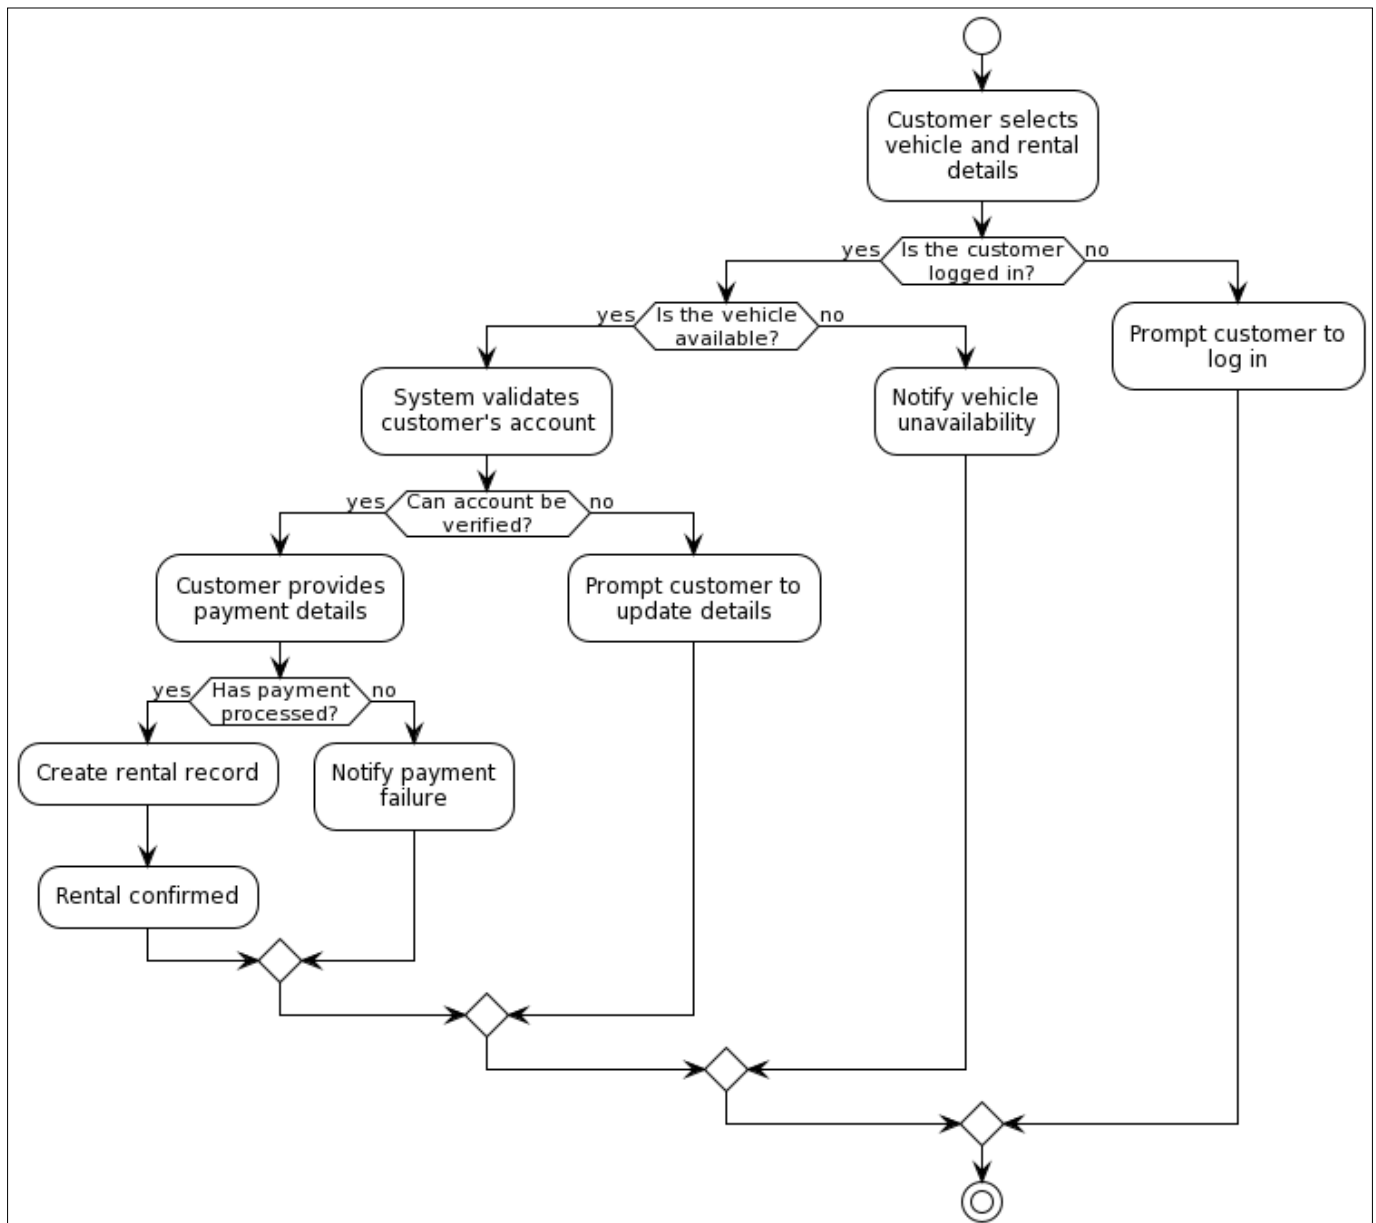 Customer selects
vehicle and rental
details
yes
Is the customer
logged in?
no
yes
Is the vehicle
available?
no
Prompt customer to
log in
System validates
customer's account
Notify vehicle
unavailability
yes
Can account be
verified?
no
Customer provides
payment details
Prompt customer to
update details
yes
Has payment
processed?
no
Create rental record
Notify payment
failure
Rental confirmed